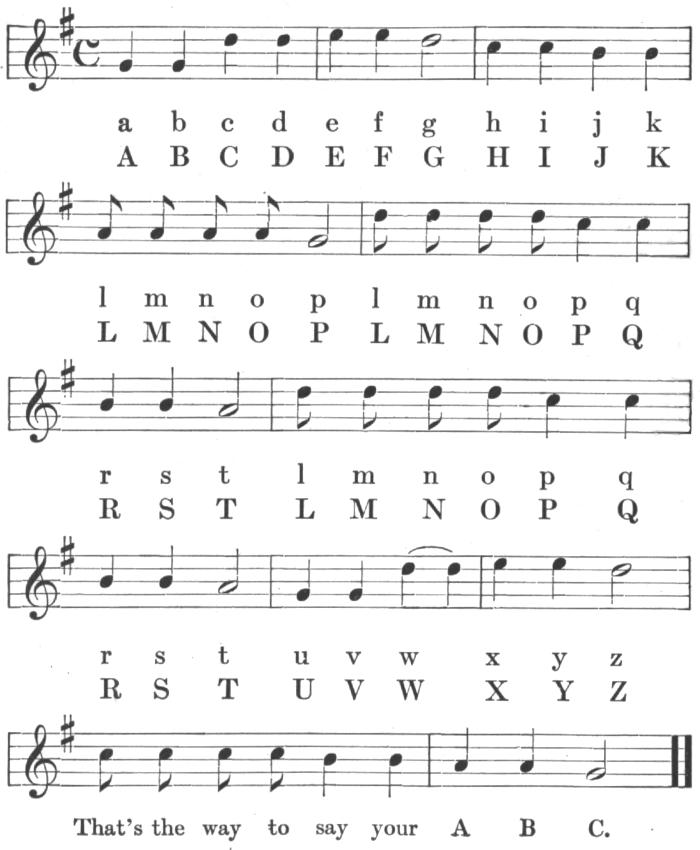 a b c d e f g h i j k
A B C D E F G H I J K
l m n o p l m n o p q
L M N O P L M N O P Q
r s t l m n o p q
R S T L M N O P Q
r s t u v w x y z
R S T U V W X Y Z
That's the way to say your A B C.